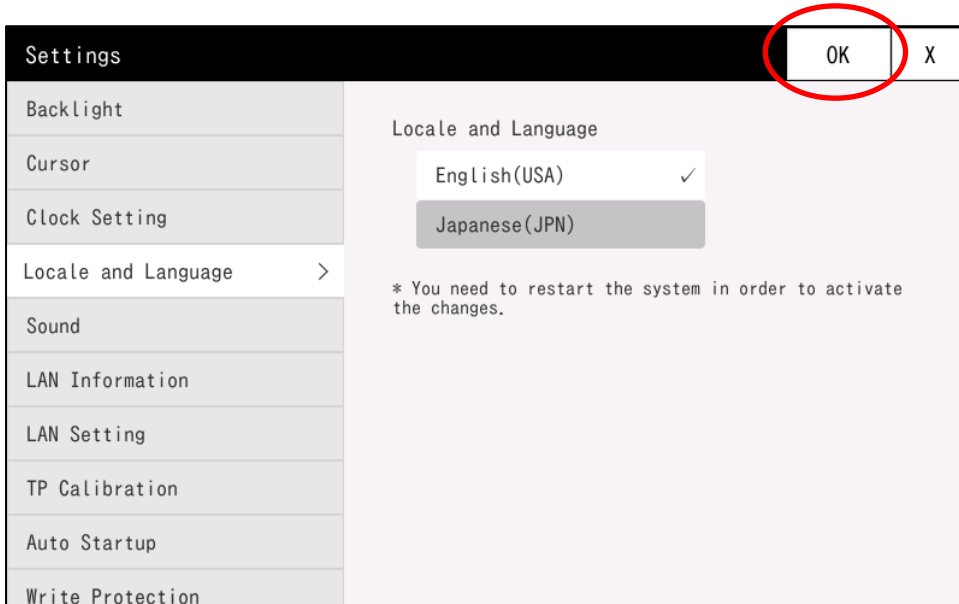 Settings
OK
X
Backlight
Cursor
Clock Setting
Locale and Language >
Sound
LAN Information
LAN Setting
TP Calibration
Auto Startup
Write Protection
Locale and Language
English(USA) ✓
Japanese(JPN)
* You need to restart the system in order to activate
the changes.